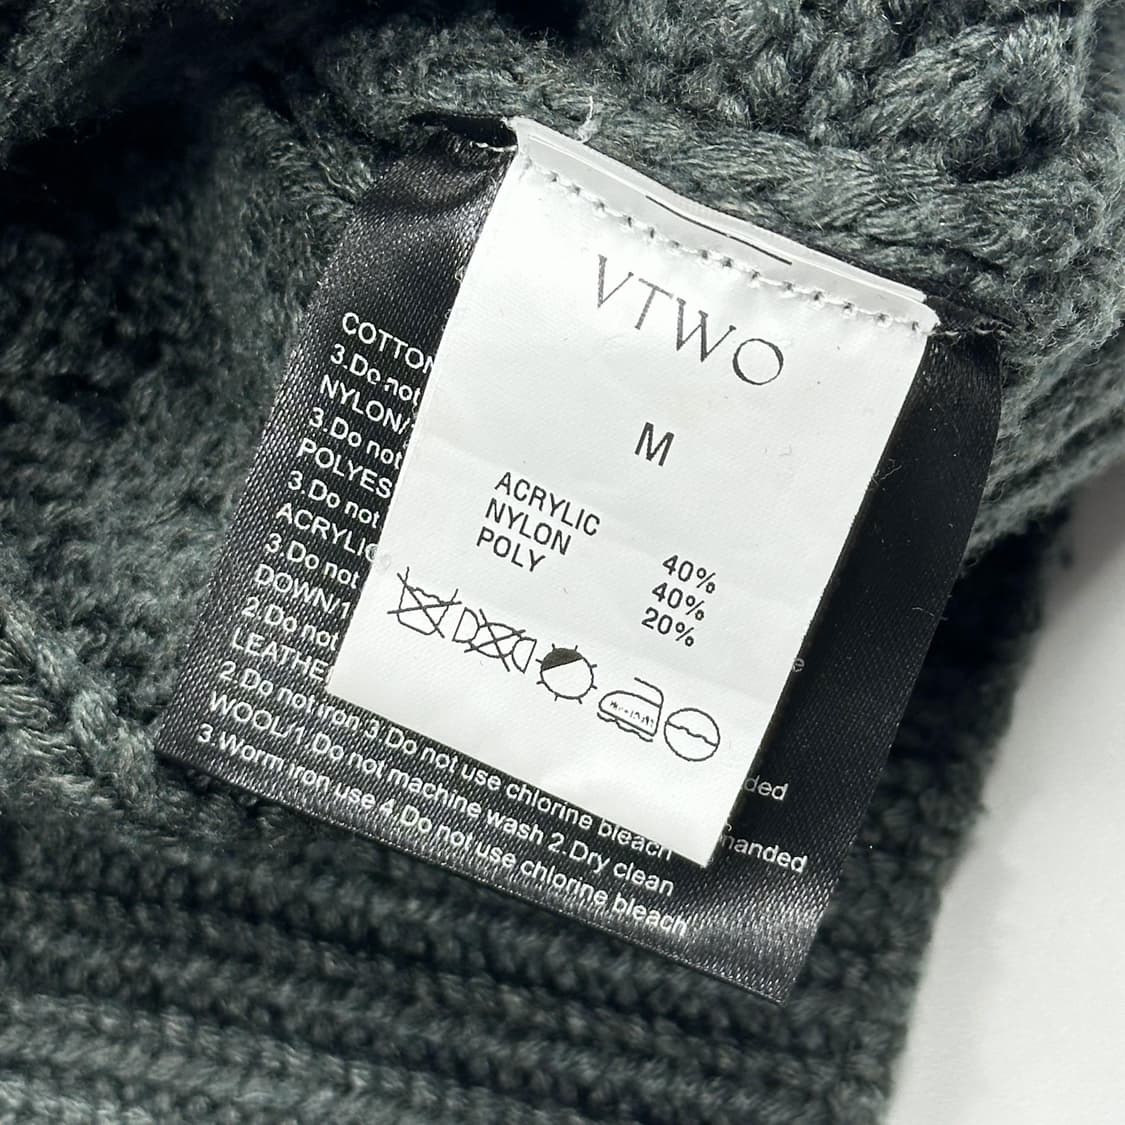 VTWO
M
ACRYLIC 40%
NYLON 40%
POLY 20%
COTTON
3.Do not
NYLON/
3.Do not
POLYES
3.Do not
ACRYLIC
3.Do not
DOWN/1
2.Do not
LEATHE
2.Do not iron 3.Do not use chlorine bleach
WOOL/1.Do not machine wash 2.Dry clean
3.Worm iron use 4.Do not use chlorine bleach
e
ded
manded